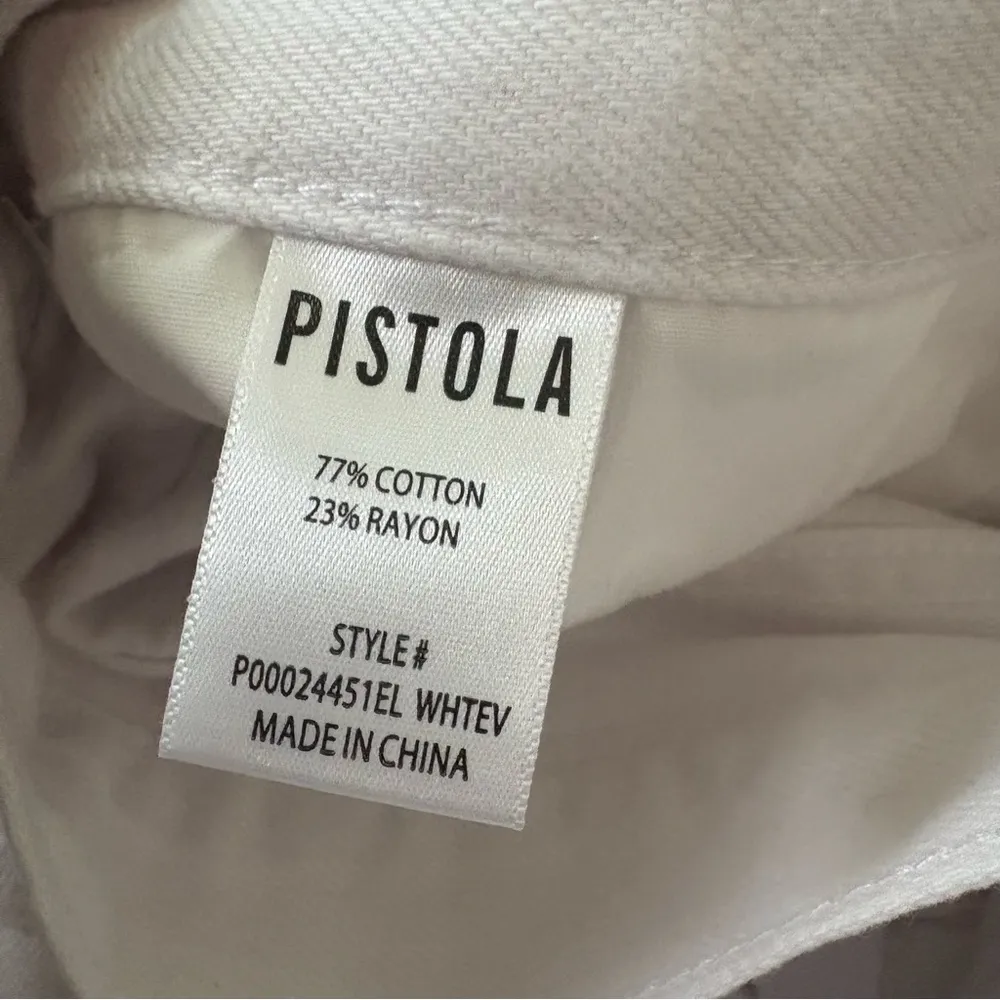 PISTOLA
77% COTTON
23% RAYON
STYLE#
P00024451EL WHTEV
MADE IN CHINA